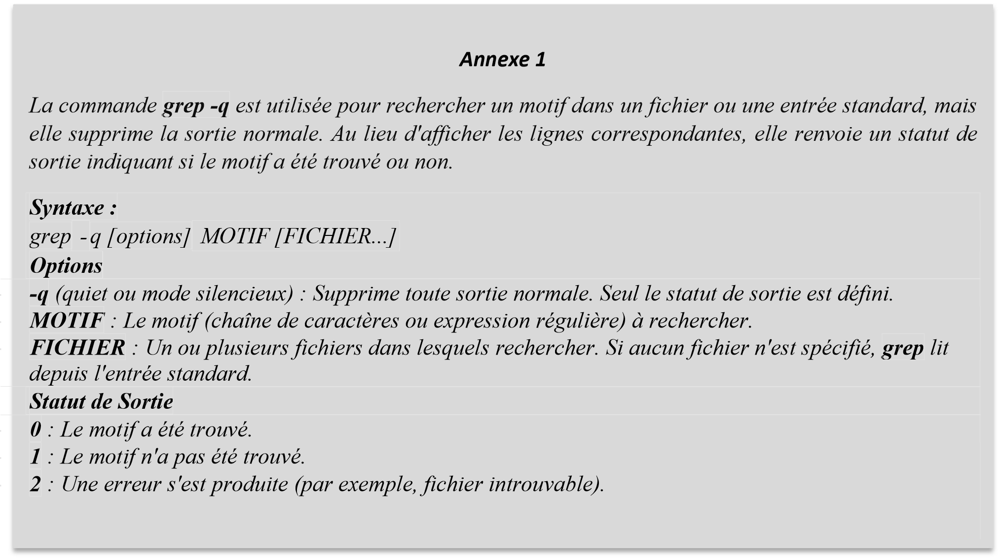 Annexe 1
La commande grep -q est utilisée pour rechercher un motif dans un fichier ou une entrée standard, mais
elle supprime la sortie normale. Au lieu d'afficher les lignes correspondantes, elle renvoie un statut de
sortie indiquant si le motif a été trouvé ou non.
Syntaxe :
grep -q [options] MOTIF [FICHIER...]
Options
-q (quiet ou mode silencieux) : Supprime toute sortie normale. Seul le statut de sortie est défini.
MOTIF : Le motif (chaîne de caractères ou expression régulière) à rechercher.
FICHIER : Un ou plusieurs fichiers dans lesquels rechercher. Si aucun fichier n'est spécifié, grep lit
depuis l'entrée standard.
Statut de Sortie
0 : Le motif a été trouvé.
1 : Le motif n'a pas été trouvé.
2 : Une erreur s'est produite (par exemple, fichier introuvable).